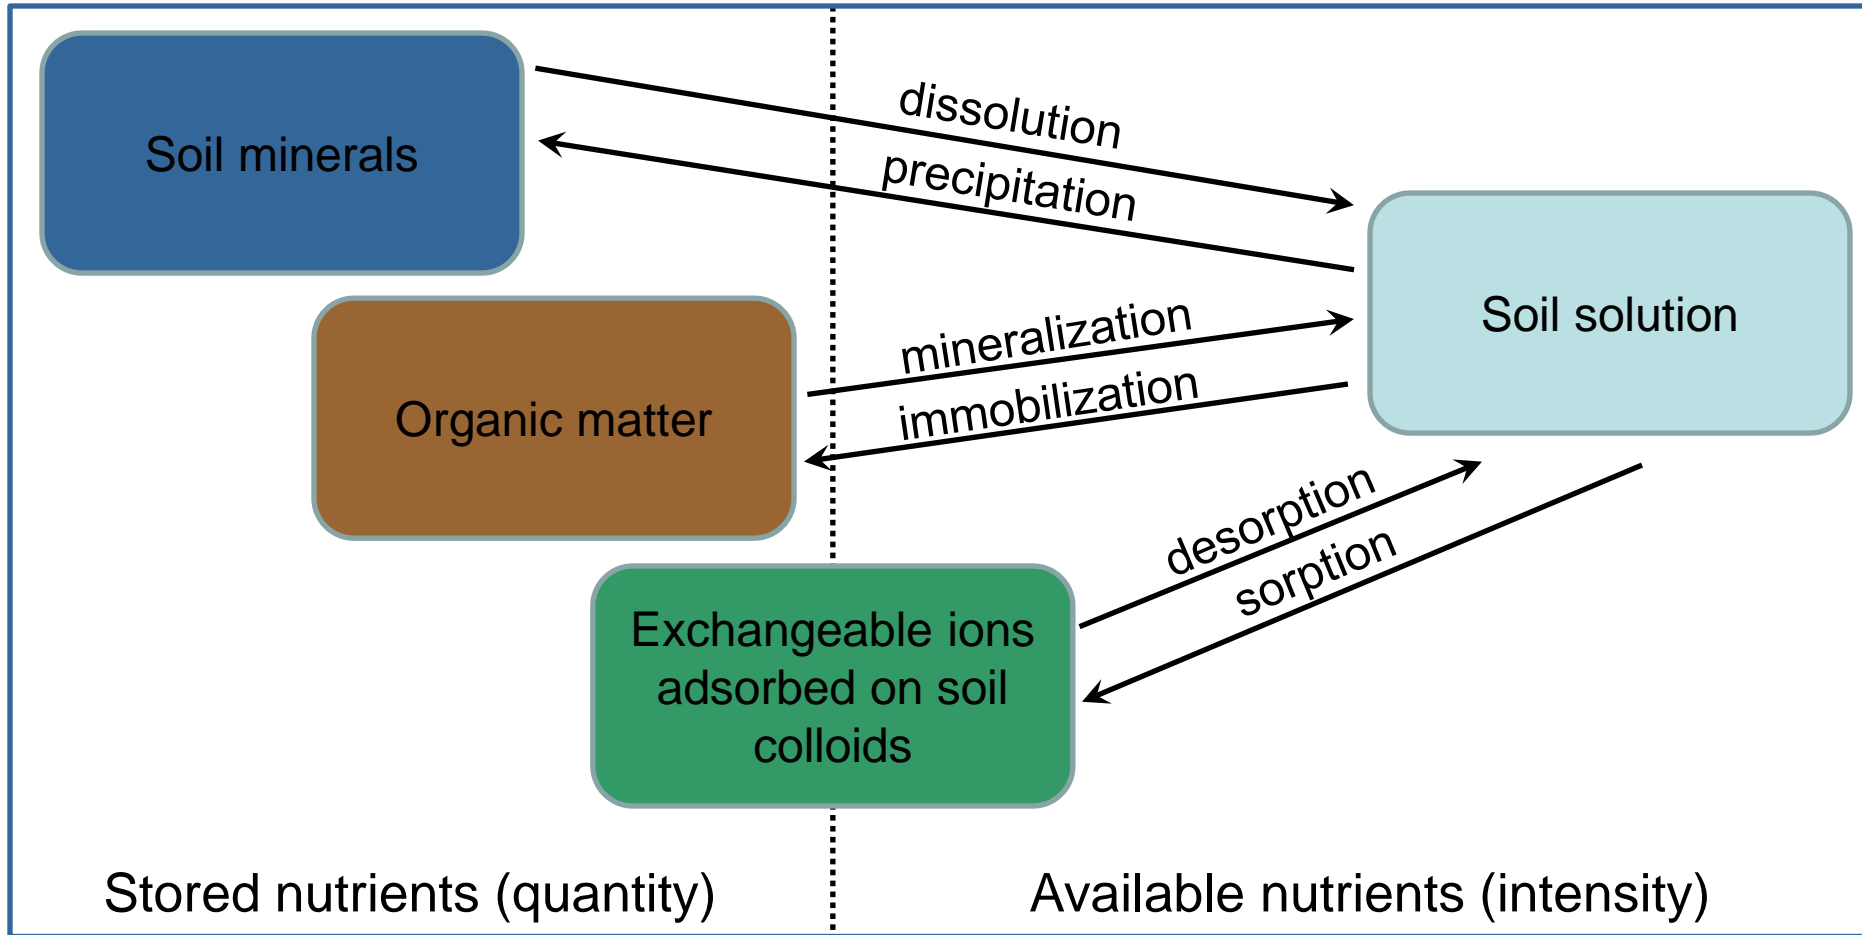 Soil minerals
dissolution
precipitation
Soil solution
mineralization
immobilization
Organic matter
desorption
sorption
Exchangeable ions
adsorbed on soil
colloids
Stored nutrients (quantity)
Available nutrients (intensity)